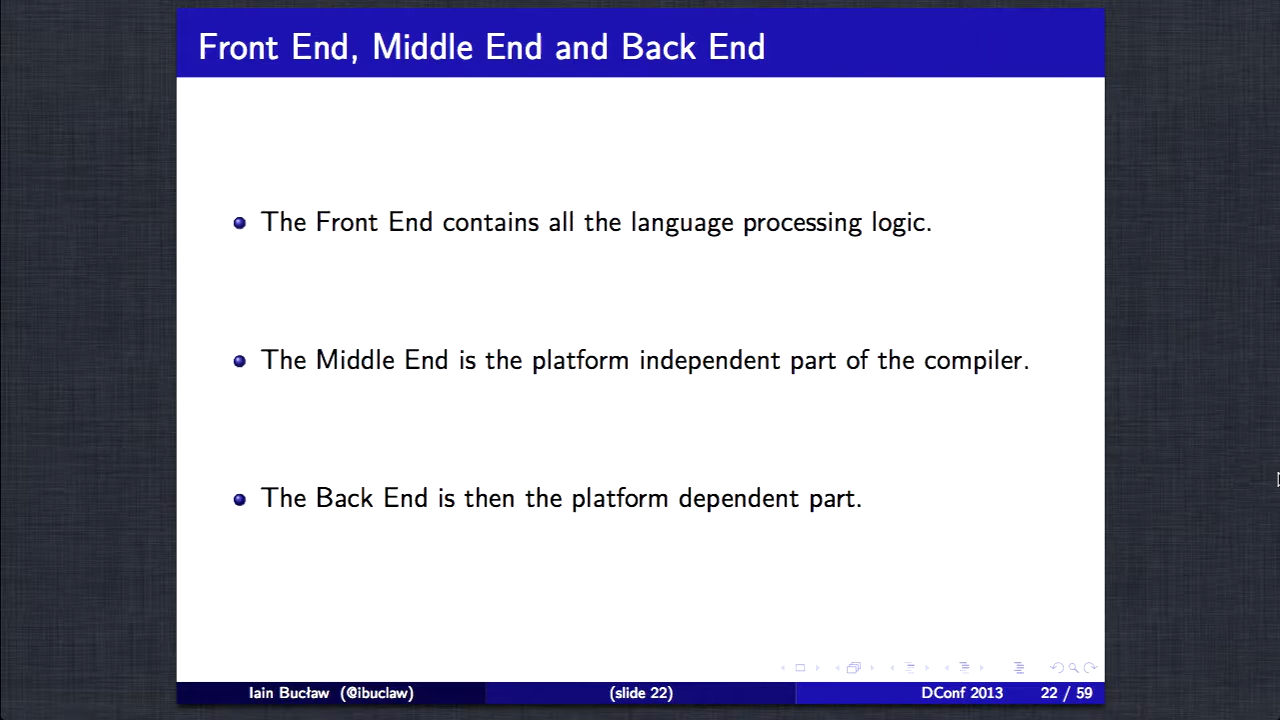 Front End, Middle End and Back End
The Front End contains all the language processing logic.
The Middle End is the platform independent part of the compiler.
The Back End is then the platform dependent part.
Iain Bucław (@ibuclaw) (slide 22) DConf 2013 22 / 59